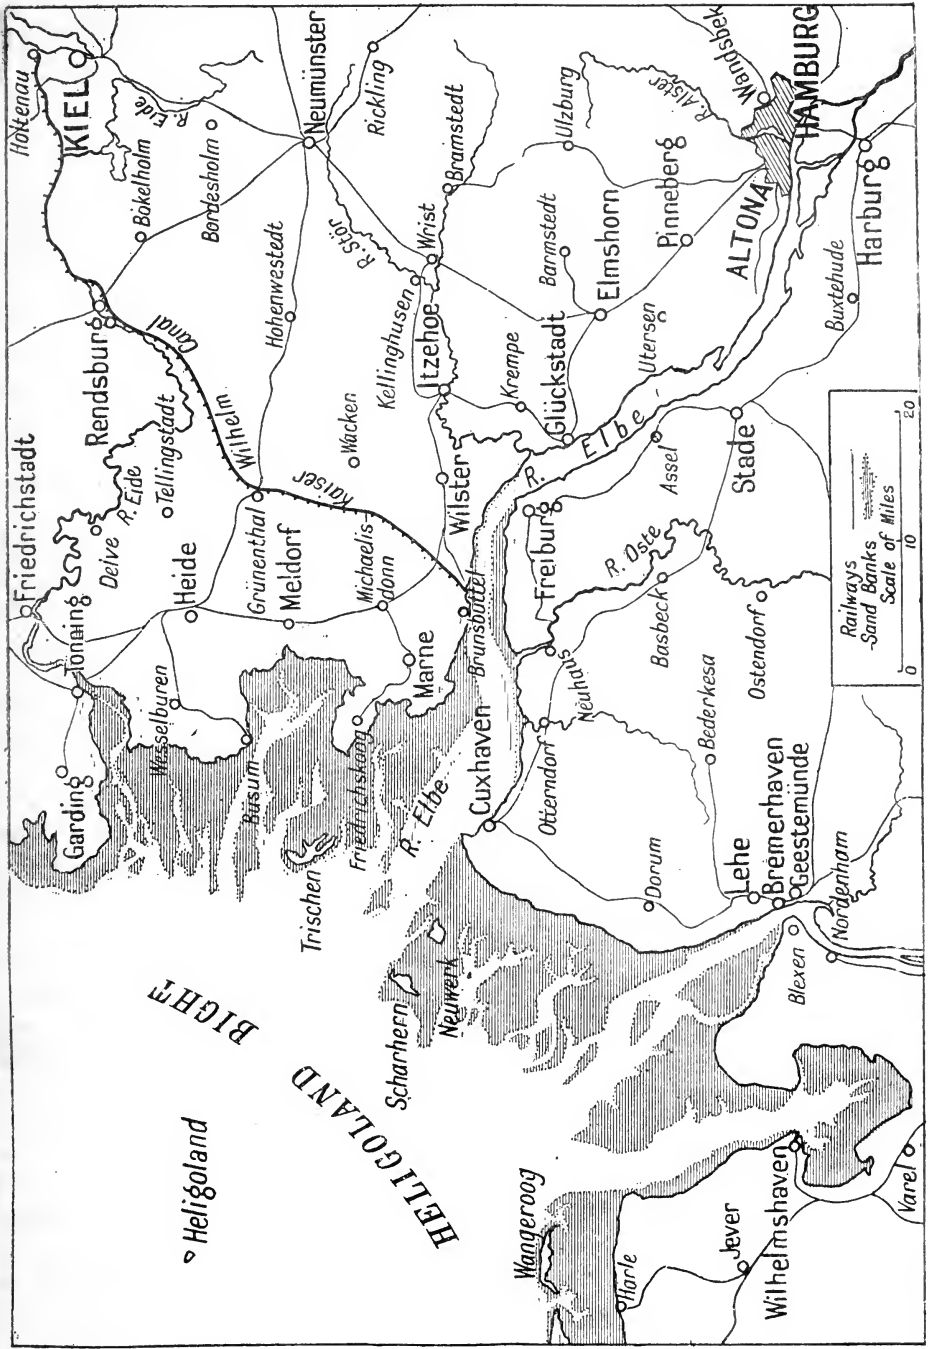 Holtenau
KIEL
R. Eide
Bokelholm
Bordesholm
Neumünster
Rickling
Bramstedt
Ulzburg
R. Alster
Wandsbek
HAMBURG
Friedrichstadt
Rendsburg
Canal
Hohenwestedt
R. Stör
Wrist
Kellinghusen
Itzehoe
Barmstedt
Elmshorn
Pinneberg
ALTONA
Harburg
Buxtehude
Utersen
Krempe
Glückstadt
R. Elbe
Assel
Stade
Delve
R. Eide
Tellingstadt
Wilhelm
Wacken
Kaiser
Wilster
Freiburg
R. Oste
Tönning
Heide
Grünenthal
Meldorf
Michaelis-
donn
Marne
Brunsbüttel
Neuhaus
Basbeck
Ostendorf
Railways
Sand Banks
Scale of Miles
0 10 20
Garding
Wesselburen
Büsum
Friedrichskoog
Trischen
R. Elbe
Cuxhaven
Otterndorf
Bederkesa
Dorum
Lehe
Bremerhaven
Geestemünde
Nordenham
Blexen
Scharhern
Neuwerk
HELIGOLAND BIGHT
Heligoland
Wangeroog
Harle
Jever
Wilhelmshaven
Varel